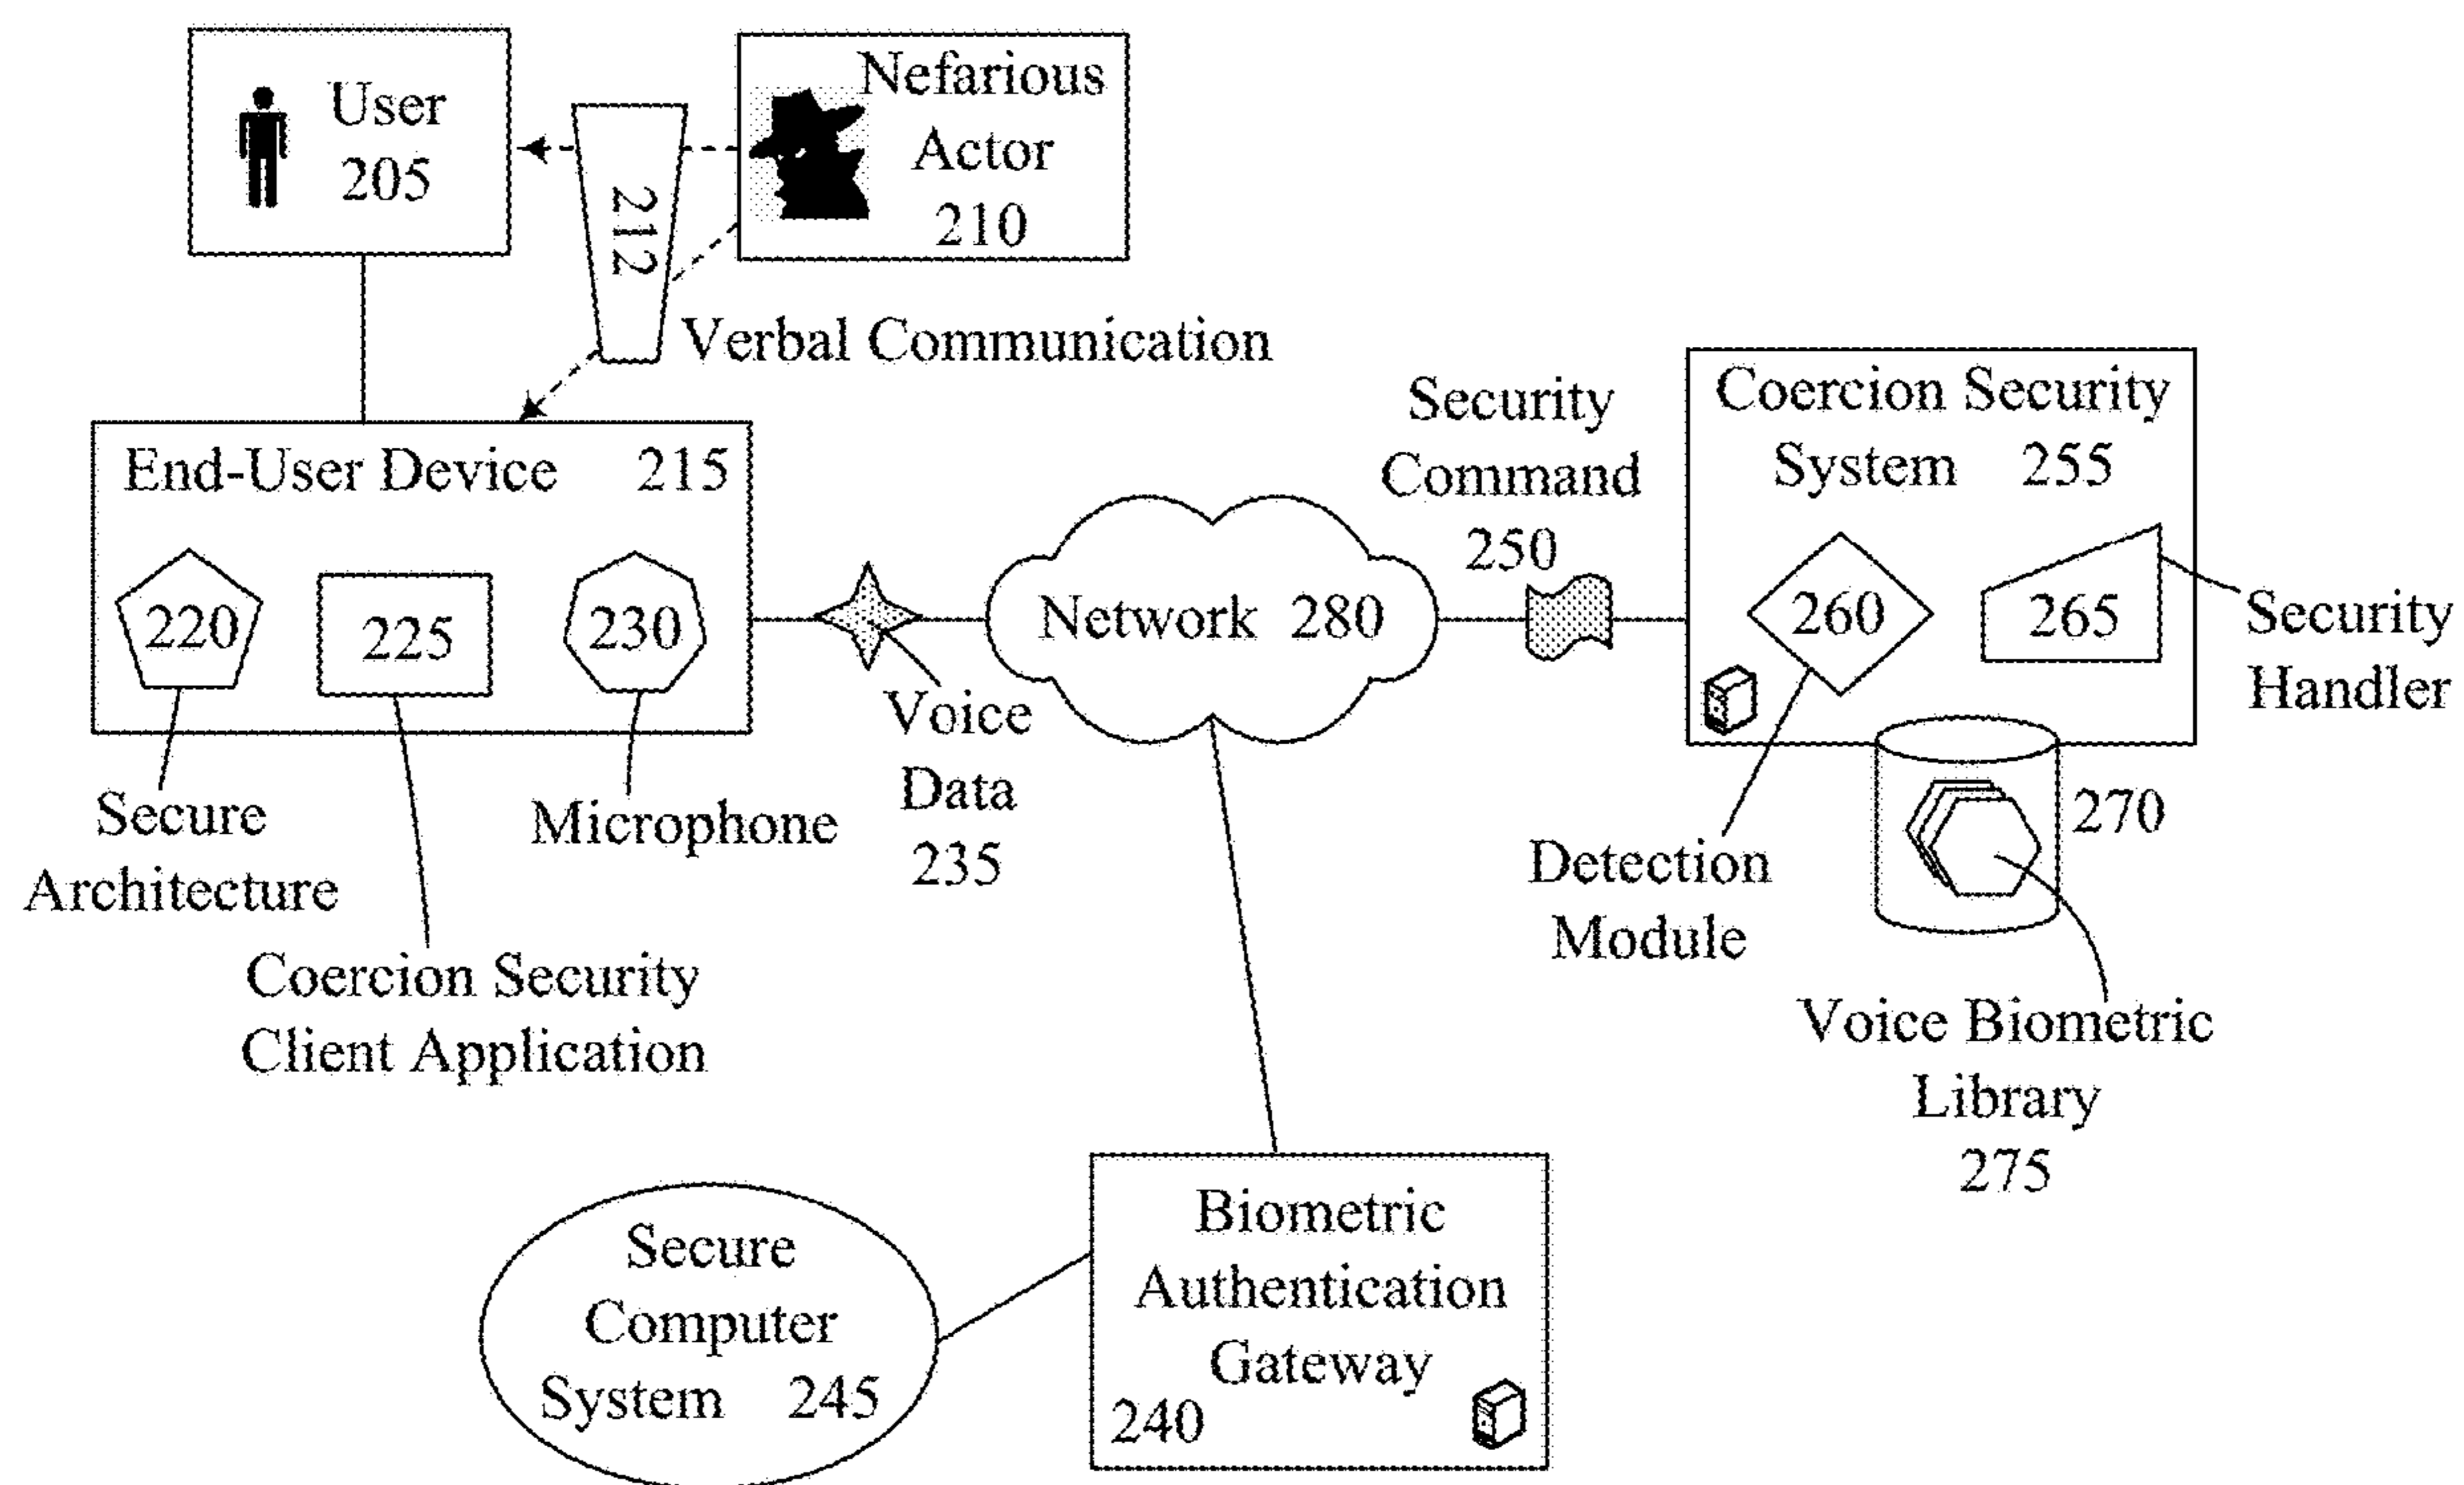 User
205
Nefarious
Actor
210
212
Verbal Communication
End-User Device 215
220
225
230
Secure
Architecture
Coercion Security
Client Application
Microphone
Voice
Data
235
Network 280
Security
Command
250
Coercion Security
System 255
260
265
Security
Handler
Detection
Module
270
Voice Biometric
Library
275
Secure
Computer
System 245
Biometric
Authentication
Gateway
240